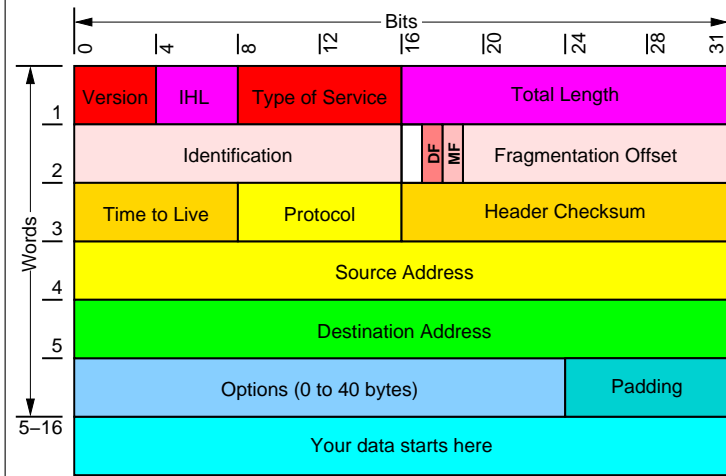 Bits
0 4 8 12 16 20 24 28 31
Version IHL Type of Service Total Length
1
Identification DF MF Fragmentation Offset
2
Time to Live Protocol Header Checksum
3
Words
Source Address
4
Destination Address
5
Options (0 to 40 bytes) Padding
5–16
Your data starts here